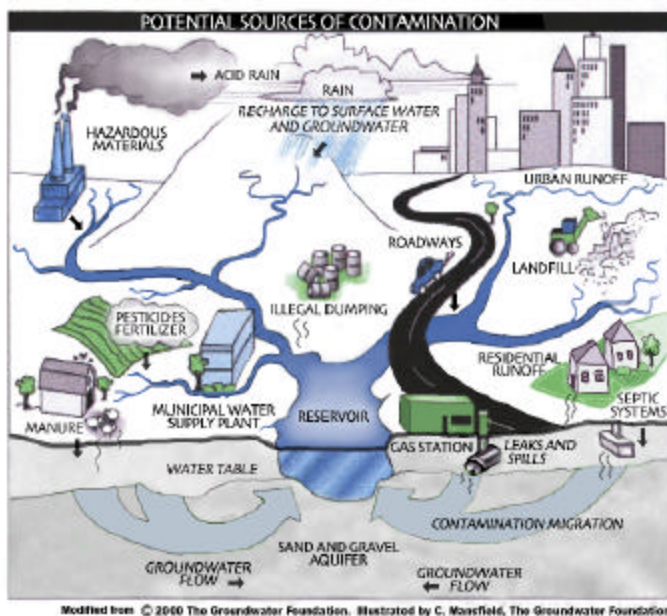 POTENTIAL SOURCES OF CONTAMINATION
ACID RAIN
RAIN
RECHARGE TO SURFACE WATER
AND GROUNDWATER
HAZARDOUS
MATERIALS
URBAN RUNOFF
ROADWAYS
LANDFILL
ILLEGAL DUMPING
PESTICIDES
FERTILIZER
RESIDENTIAL
RUNOFF
SEPTIC
SYSTEMS
MANURE
MUNICIPAL WATER
SUPPLY PLANT
RESERVOIR
GAS STATION
LEAKS AND
SPILLS
WATER TABLE
CONTAMINATION MIGRATION
SAND AND GRAVEL
AQUIFER
GROUNDWATER
FLOW
GROUNDWATER
FLOW
Modified from © 2000 The Groundwater Foundation. Illustrated by C. Mansfield, The Groundwater Foundation